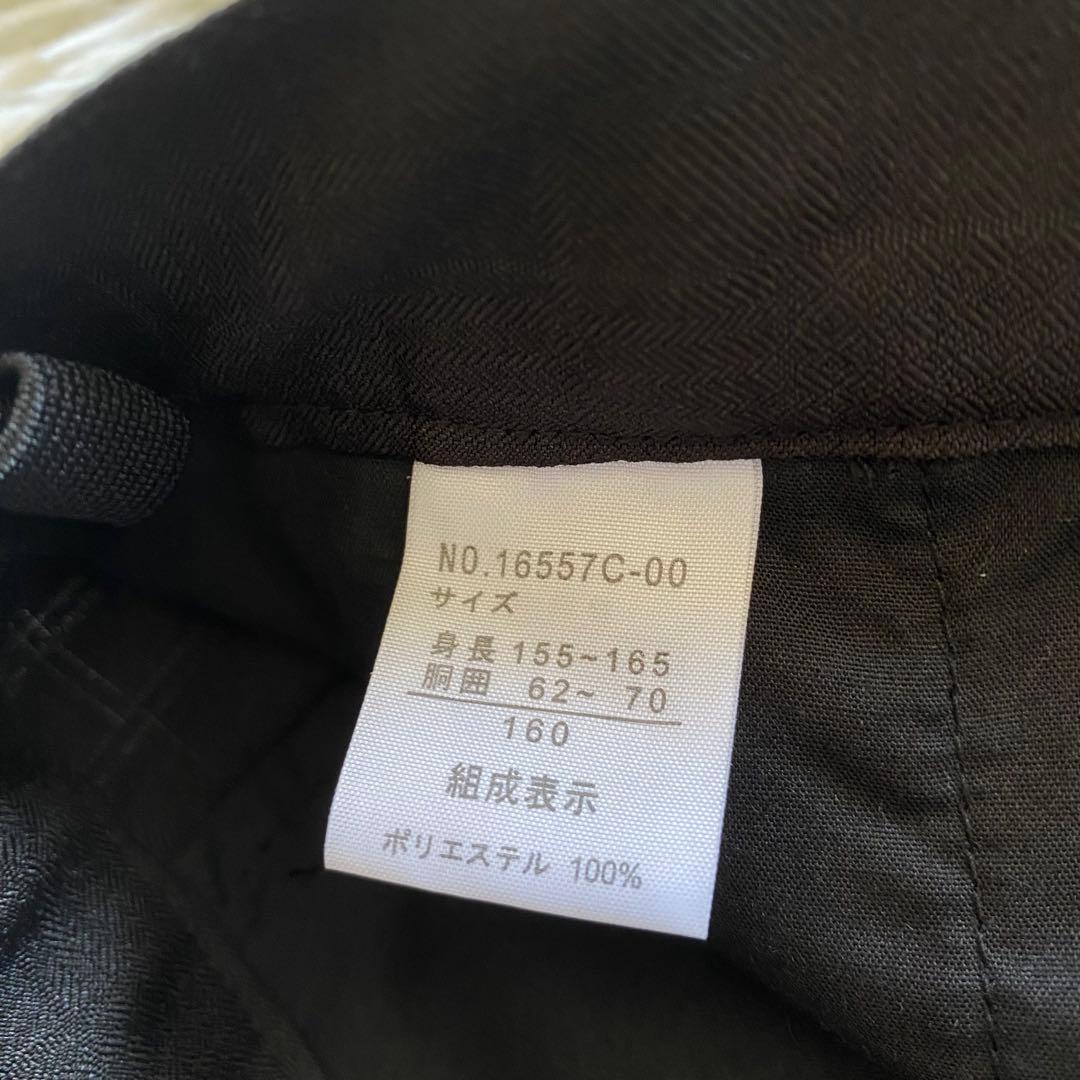 NO.16557C-00
サイズ
身長 155~165
胴囲 62~ 70
160
組成表示
ポリエステル 100%